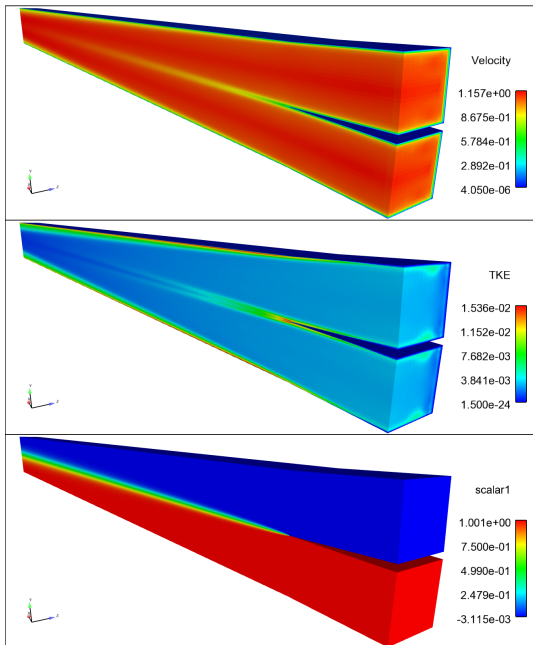 Velocity
1.157e+00
8.675e-01
5.784e-01
2.892e-01
4.050e-06
Y
Z
TKE
1.536e-02
1.152e-02
7.682e-03
3.841e-03
1.500e-24
Y
Z
scalar1
1.001e+00
7.500e-01
4.990e-01
2.479e-01
-3.115e-03
Y
Z